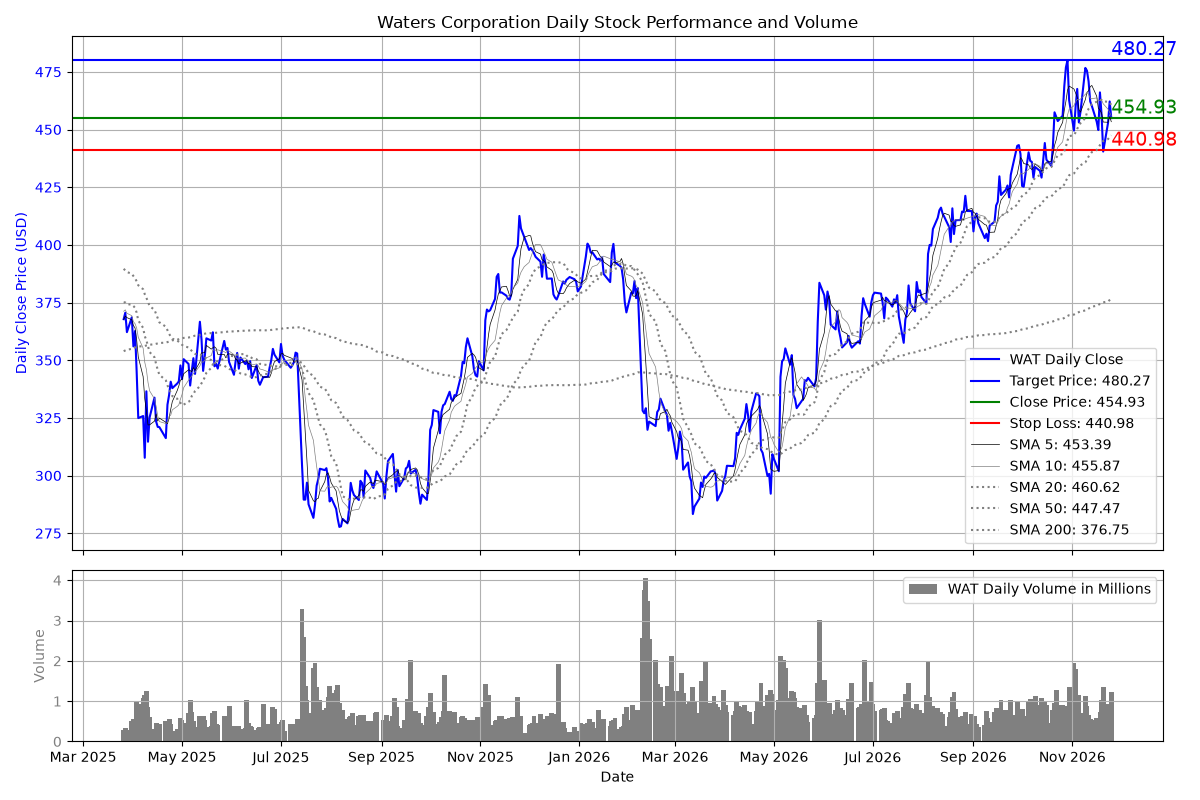 Waters Corporation Daily Stock Performance and Volume
480.27
475
454.93
450
440.98
425
400
375
350
325
300
275
Daily Close Price (USD)
WAT Daily Close
Target Price: 480.27
Close Price: 454.93
Stop Loss: 440.98
SMA 5: 453.39
SMA 10: 455.87
SMA 20: 460.62
SMA 50: 447.47
SMA 200: 376.75
4
3
2
1
0
Volume
WAT Daily Volume in Millions
Mar 2025 May 2025 Jul 2025 Sep 2025 Nov 2025 Jan 2026 Mar 2026 May 2026 Jul 2026 Sep 2026 Nov 2026
Date